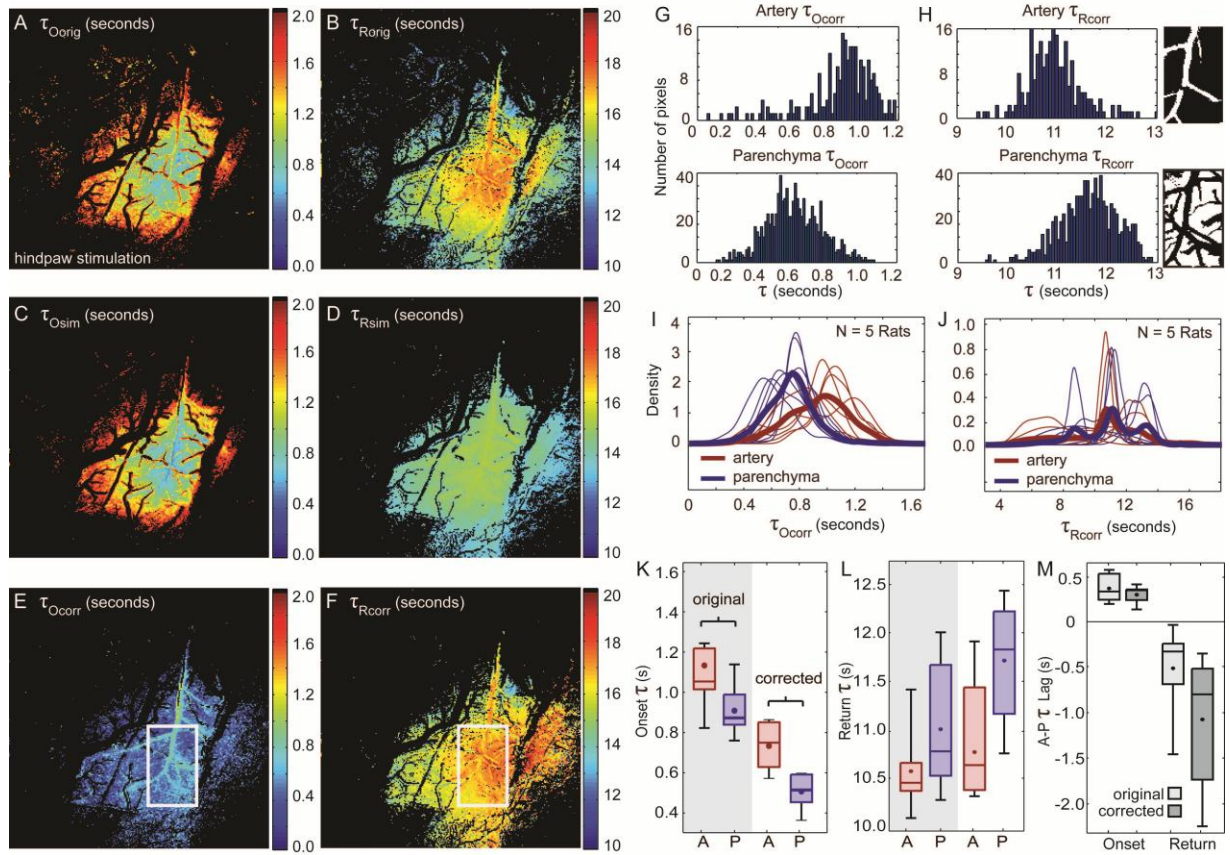 A τOorig (seconds)
2.0
1.6
1.2
0.8
0.4
0.0
hindpaw stimulation
B τRorig (seconds)
20
18
16
14
12
10
C τOsim (seconds)
2.0
1.6
1.2
0.8
0.4
0.0
D τRsim (seconds)
20
18
16
14
12
10
E τOcorr (seconds)
2.0
1.6
1.2
0.8
0.4
0.0
F τRcorr (seconds)
20
18
16
14
12
10
G Artery τOcorr
Number of pixels
16
8
0
0 0.2 0.4 0.6 0.8 1.0 1.2
Parenchyma τOcorr
40
20
0
0 0.2 0.4 0.6 0.8 1.0 1.2
τ (seconds)
H Artery τRcorr
16
8
0
9 10 11 12 13
Parenchyma τRcorr
40
20
0
9 10 11 12 13
τ (seconds)
I N = 5 Rats
Density
4
3
2
1
0
artery
parenchyma
0 0.4 0.8 1.2 1.6
τOcorr (seconds)
J N = 5 Rats
1.0
0.8
0.6
0.4
0.2
0.0
artery
parenchyma
4 8 12 16
τRcorr (seconds)
K
Onset τ (s)
1.6
1.4
1.2
1.0
0.8
0.6
0.4
original
corrected
A P A P
L
Return τ (s)
12.5
12.0
11.5
11.0
10.5
10.0
A P A P
M
A-P τ Lag (s)
0.5
0
-0.5
-1.0
-1.5
-2.0
original
corrected
Onset Return